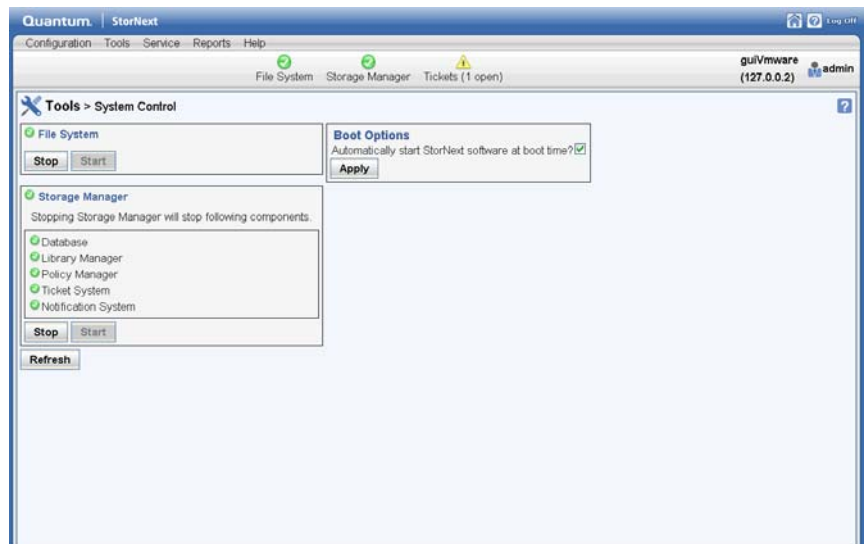 Quantum. StorNext
Log Off
Configuration Tools Service Reports Help
File System Storage Manager Tickets (1 open)
guiVmware
(127.0.0.2)
admin
Tools > System Control
File System
Stop Start
Boot Options
Automatically start StorNext software at boot time?
Apply
Storage Manager
Stopping Storage Manager will stop following components.
Database
Library Manager
Policy Manager
Ticket System
Notification System
Stop Start
Refresh